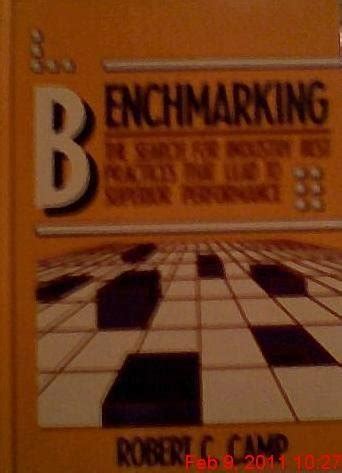 BENCHMARKING
THE SEARCH FOR INDUSTRY BEST
PRACTICES THAT LEAD TO
SUPERIOR PERFORMANCE
ROBERT C. CAMP
Feb 9, 2011 10:27